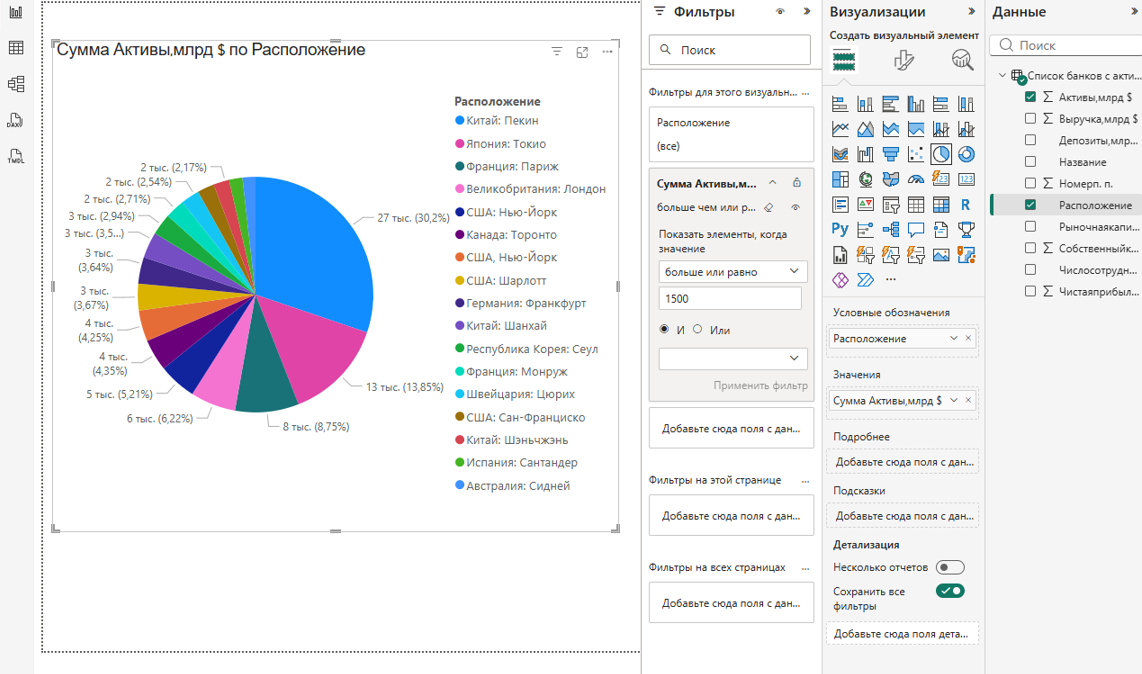 Фильтры
Визуализации
Данные
Создать визуальный элемент
Поиск
Поиск
DAX
TMDL
Сумма Активы,млрд $ по Расположение
Расположение
Китай: Пекин
Япония: Токио
Франция: Париж
Великобритания: Лондон
США: Нью-Йорк
Канада: Торонто
США, Нью-Йорк
США: Шарлотт
Германия: Франкфурт
Китай: Шанхай
Республика Корея: Сеул
Франция: Монруж
Швейцария: Цюрих
США: Сан-Франциско
Китай: Шэньчжэнь
Испания: Сантандер
Австралия: Сидней
27 тыс. (30,2%)
13 тыс. (13,85%)
8 тыс. (8,75%)
6 тыс. (6,22%)
5 тыс. (5,21%)
4 тыс.
(4,35%)
4 тыс.
(4,25%)
3 тыс.
(3,67%)
3 тыс.
(3,64%)
3 тыс. (3,5...)
3 тыс. (2,94%)
2 тыс. (2,71%)
2 тыс. (2,54%)
2 тыс. (2,17%)
Фильтры для этого визуальн... ...
Расположение
(все)
Сумма Активы,м...
больше чем или р...
Показать элементы, когда
значение
больше или равно
1500
И Или
Применить фильтр
Добавьте сюда поля с дан...
Фильтры на этой странице ...
Добавьте сюда поля с дан...
Фильтры на всех страницах ...
Добавьте сюда поля с дан...
123
123
R
Py
...
Условные обозначения
Расположение
Значения
Сумма Активы,млрд $
Подробнее
Добавьте сюда поля с дан...
Подсказки
Добавьте сюда поля с дан...
Детализация
Несколько отчетов
Сохранить все
фильтры
Добавьте сюда поля дета...
Список банков с акти...
Σ Активы,млрд $
Σ Выручка,млрд $
Депозиты,млр...
Название
Σ Номерп. п.
Расположение
Рыночнаякапи...
Σ Собственныйк...
Числосотрудн...
Σ Чистаяприбыл...